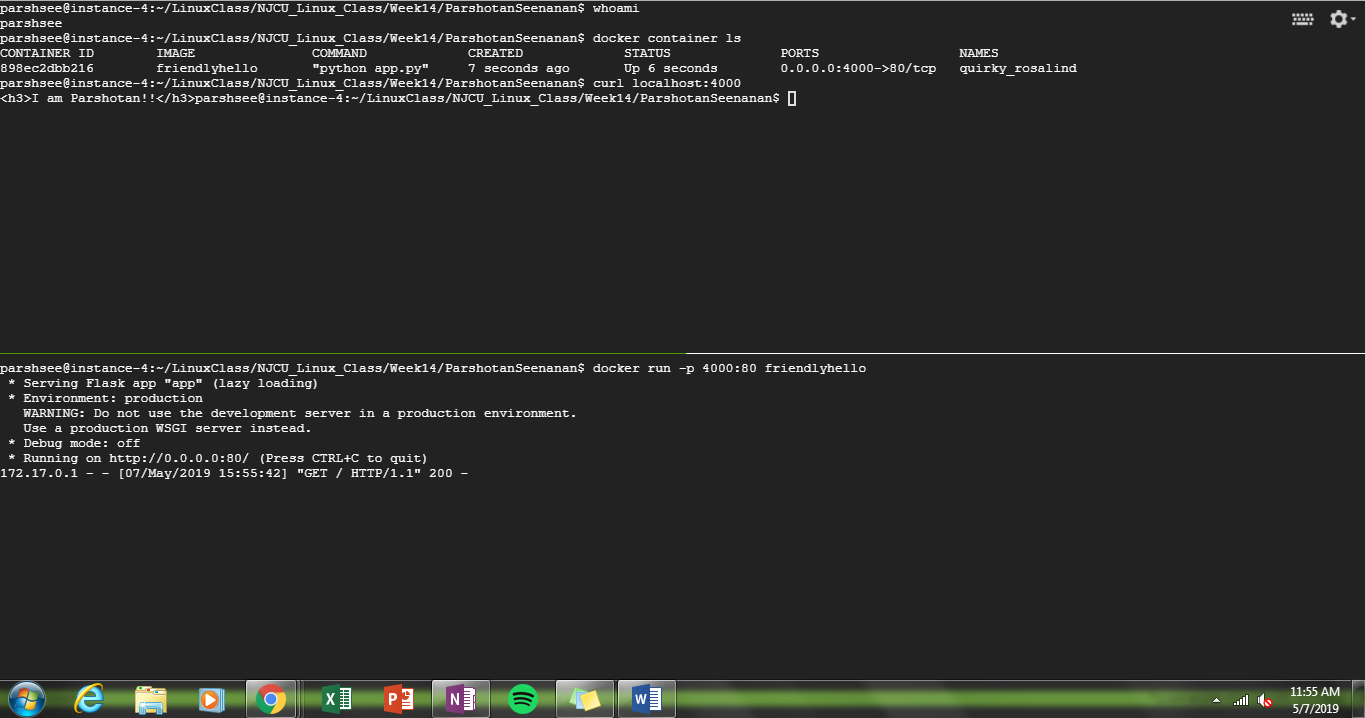 parshsee@instance-4:~/LinuxClass/NJCU_Linux_Class/Week14/ParshotanSeenanan$ whoami
parshsee
parshsee@instance-4:~/LinuxClass/NJCU_Linux_Class/Week14/ParshotanSeenanan$ docker container ls
CONTAINER ID        IMAGE               COMMAND             CREATED             STATUS              PORTS                  NAMES
898ec2dbb216        friendlyhello       "python app.py"     7 seconds ago       Up 6 seconds        0.0.0.0:4000->80/tcp   quirky_rosalind
parshsee@instance-4:~/LinuxClass/NJCU_Linux_Class/Week14/ParshotanSeenanan$ curl localhost:4000
<h3>I am Parshotan!!</h3>parshsee@instance-4:~/LinuxClass/NJCU_Linux_Class/Week14/ParshotanSeenanan$
parshsee@instance-4:~/LinuxClass/NJCU_Linux_Class/Week14/ParshotanSeenanan$ docker run -p 4000:80 friendlyhello
 * Serving Flask app "app" (lazy loading)
 * Environment: production
   WARNING: Do not use the development server in a production environment.
   Use a production WSGI server instead.
 * Debug mode: off
 * Running on http://0.0.0.0:80/ (Press CTRL+C to quit)
172.17.0.1 - - [07/May/2019 15:55:42] "GET / HTTP/1.1" 200 -
11:55 AM
5/7/2019